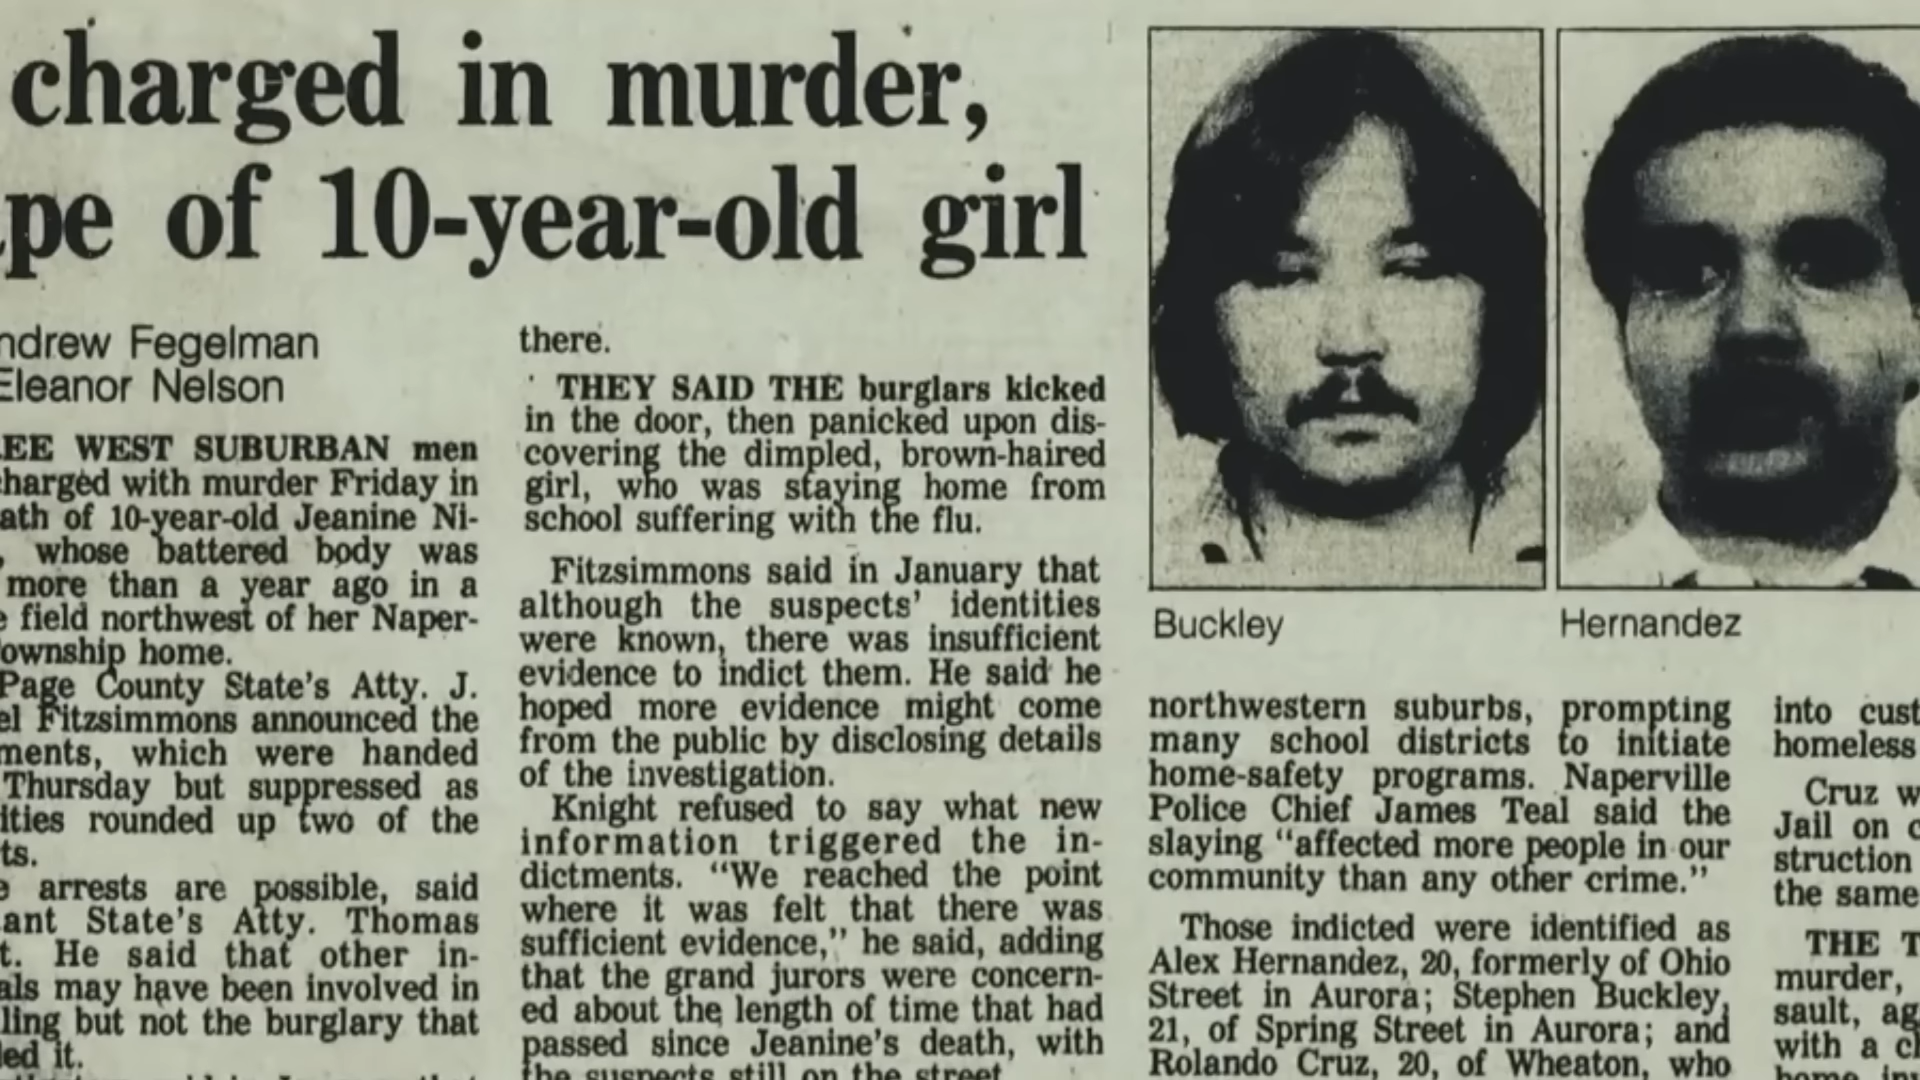 charged in murder,
of 10-year-old girl
Fegelman
Eleanor Nelson
WEST SUBURBAN men
charged with murder Friday in
of 10-year-old Jeanine Ni-
, whose battered body was
more than a year ago in a
field northwest of her Naper-
ownship home.
Page County State's Atty. J.
Fitzsimmons announced the
ments, which were handed
Thursday but suppressed as
ities rounded up two of the
ts.
arrests are possible, said
ant State's Atty. Thomas
t. He said that other in-
als may have been involved in
ling but not the burglary that
led it.
there.
THEY SAID THE burglars kicked
in the door, then panicked upon dis-
covering the dimpled, brown-haired
girl, who was staying home from
school suffering with the flu.
Fitzsimmons said in January that
although the suspects' identities
were known, there was insufficient
evidence to indict them. He said he
hoped more evidence might come
from the public by disclosing details
of the investigation.
Knight refused to say what new
information triggered the in-
dictments. "We reached the point
where it was felt that there was
sufficient evidence," he said, adding
that the grand jurors were concern-
ed about the length of time that had
passed since Jeanine's death, with
the suspects still on the street.
Buckley
Hernandez
northwestern suburbs, prompting
many school districts to initiate
home-safety programs. Naperville
Police Chief James Teal said the
slaying "affected more people in our
community than any other crime."
Those indicted were identified as
Alex Hernandez, 20, formerly of Ohio
Street in Aurora; Stephen Buckley,
21, of Spring Street in Aurora; and
Rolando Cruz, 20, of Wheaton, who
into cust
homeless
Cruz w
Jail on c
struction
the same
THE T
murder,
sault, ag
with a ch